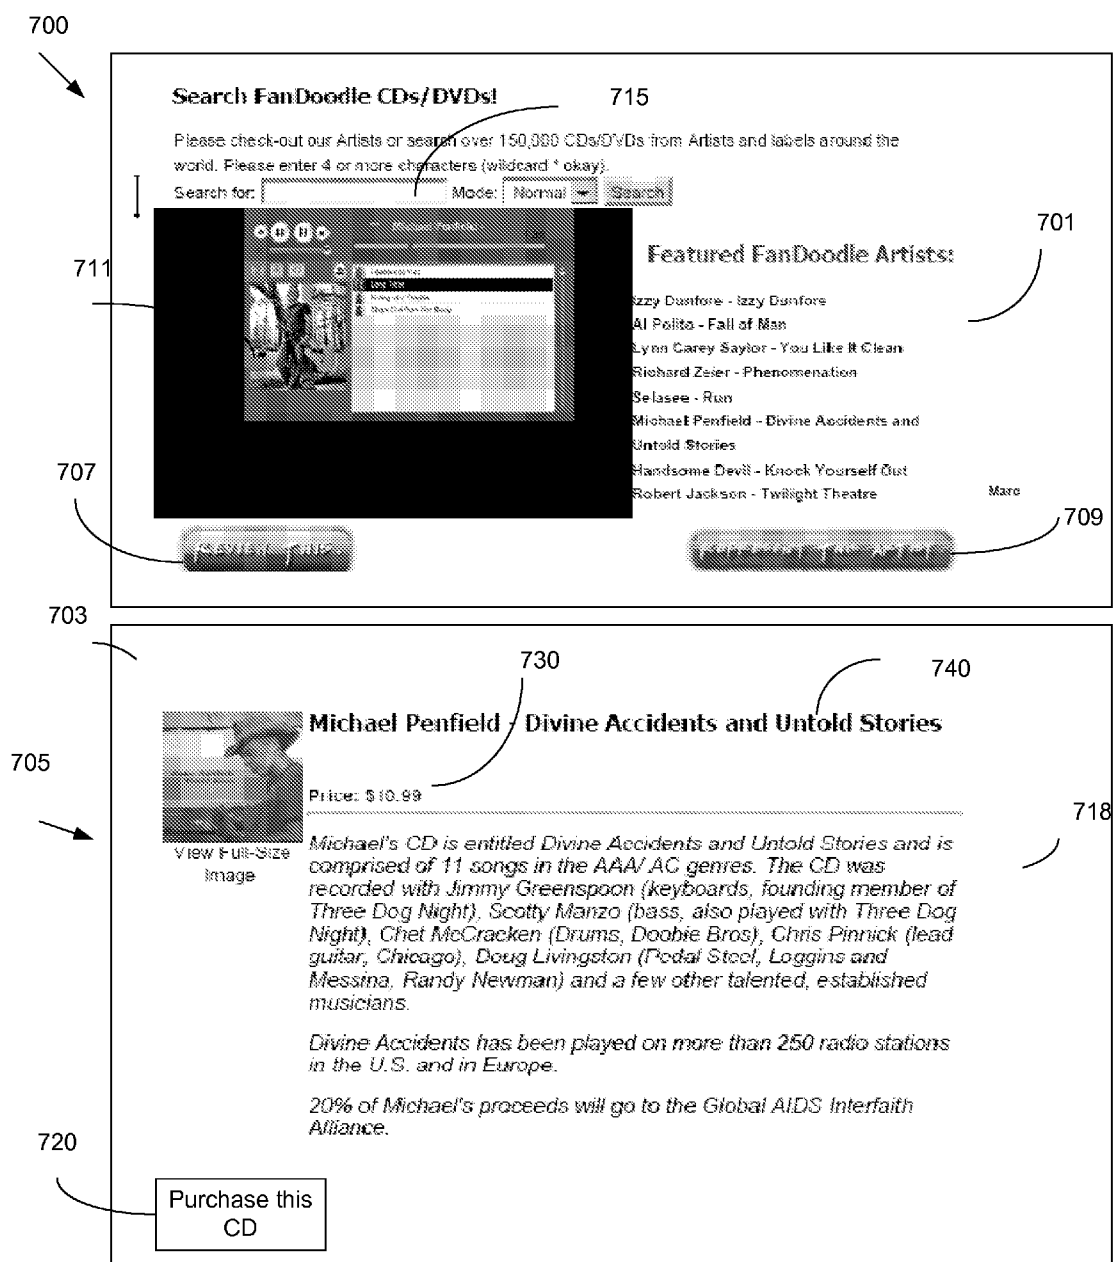 700
Search FanDoodle CDs/DVDs!
715
Please check-out our Artists or search over 150,000 CDs/DVDs from Artists and labels around the
world. Please enter 4 or more characters (wildcard * okay).
Search for: Mode: Normal Search
701
711
Michael Penfield
Featured FanDoodle Artists:
Izzy Dunfore - Izzy Dunfore
Al Polito - Fall of Man
Lynn Carey Saylor - You Like It Clean
Richard Zeier - Phenomenation
Selasee - Run
Michael Penfield - Divine Accidents and
Untold Stories
Handsome Devil - Knock Yourself Out
Robert Jackson - Twilight Theatre
More
707
709
REVIEW THIS
703
730
740
Michael Penfield - Divine Accidents and Untold Stories
705
Price: $10.99
718
View Full-Size
Image
Michael's CD is entitled Divine Accidents and Untold Stories and is
comprised of 11 songs in the AAA/ AC genres. The CD was
recorded with Jimmy Greenspoon (keyboards, founding member of
Three Dog Night), Scotty Manzo (bass, also played with Three Dog
Night), Chet McCracken (Drums, Doobie Bros), Chris Pinnick (lead
guitar, Chicago), Doug Livingston (Pedal Steel, Loggins and
Messina, Randy Newman) and a few other talented, established
musicians.
Divine Accidents has been played on more than 250 radio stations
in the U.S. and in Europe.
20% of Michael's proceeds will go to the Global AIDS Interfaith
Alliance.
720
Purchase this
CD